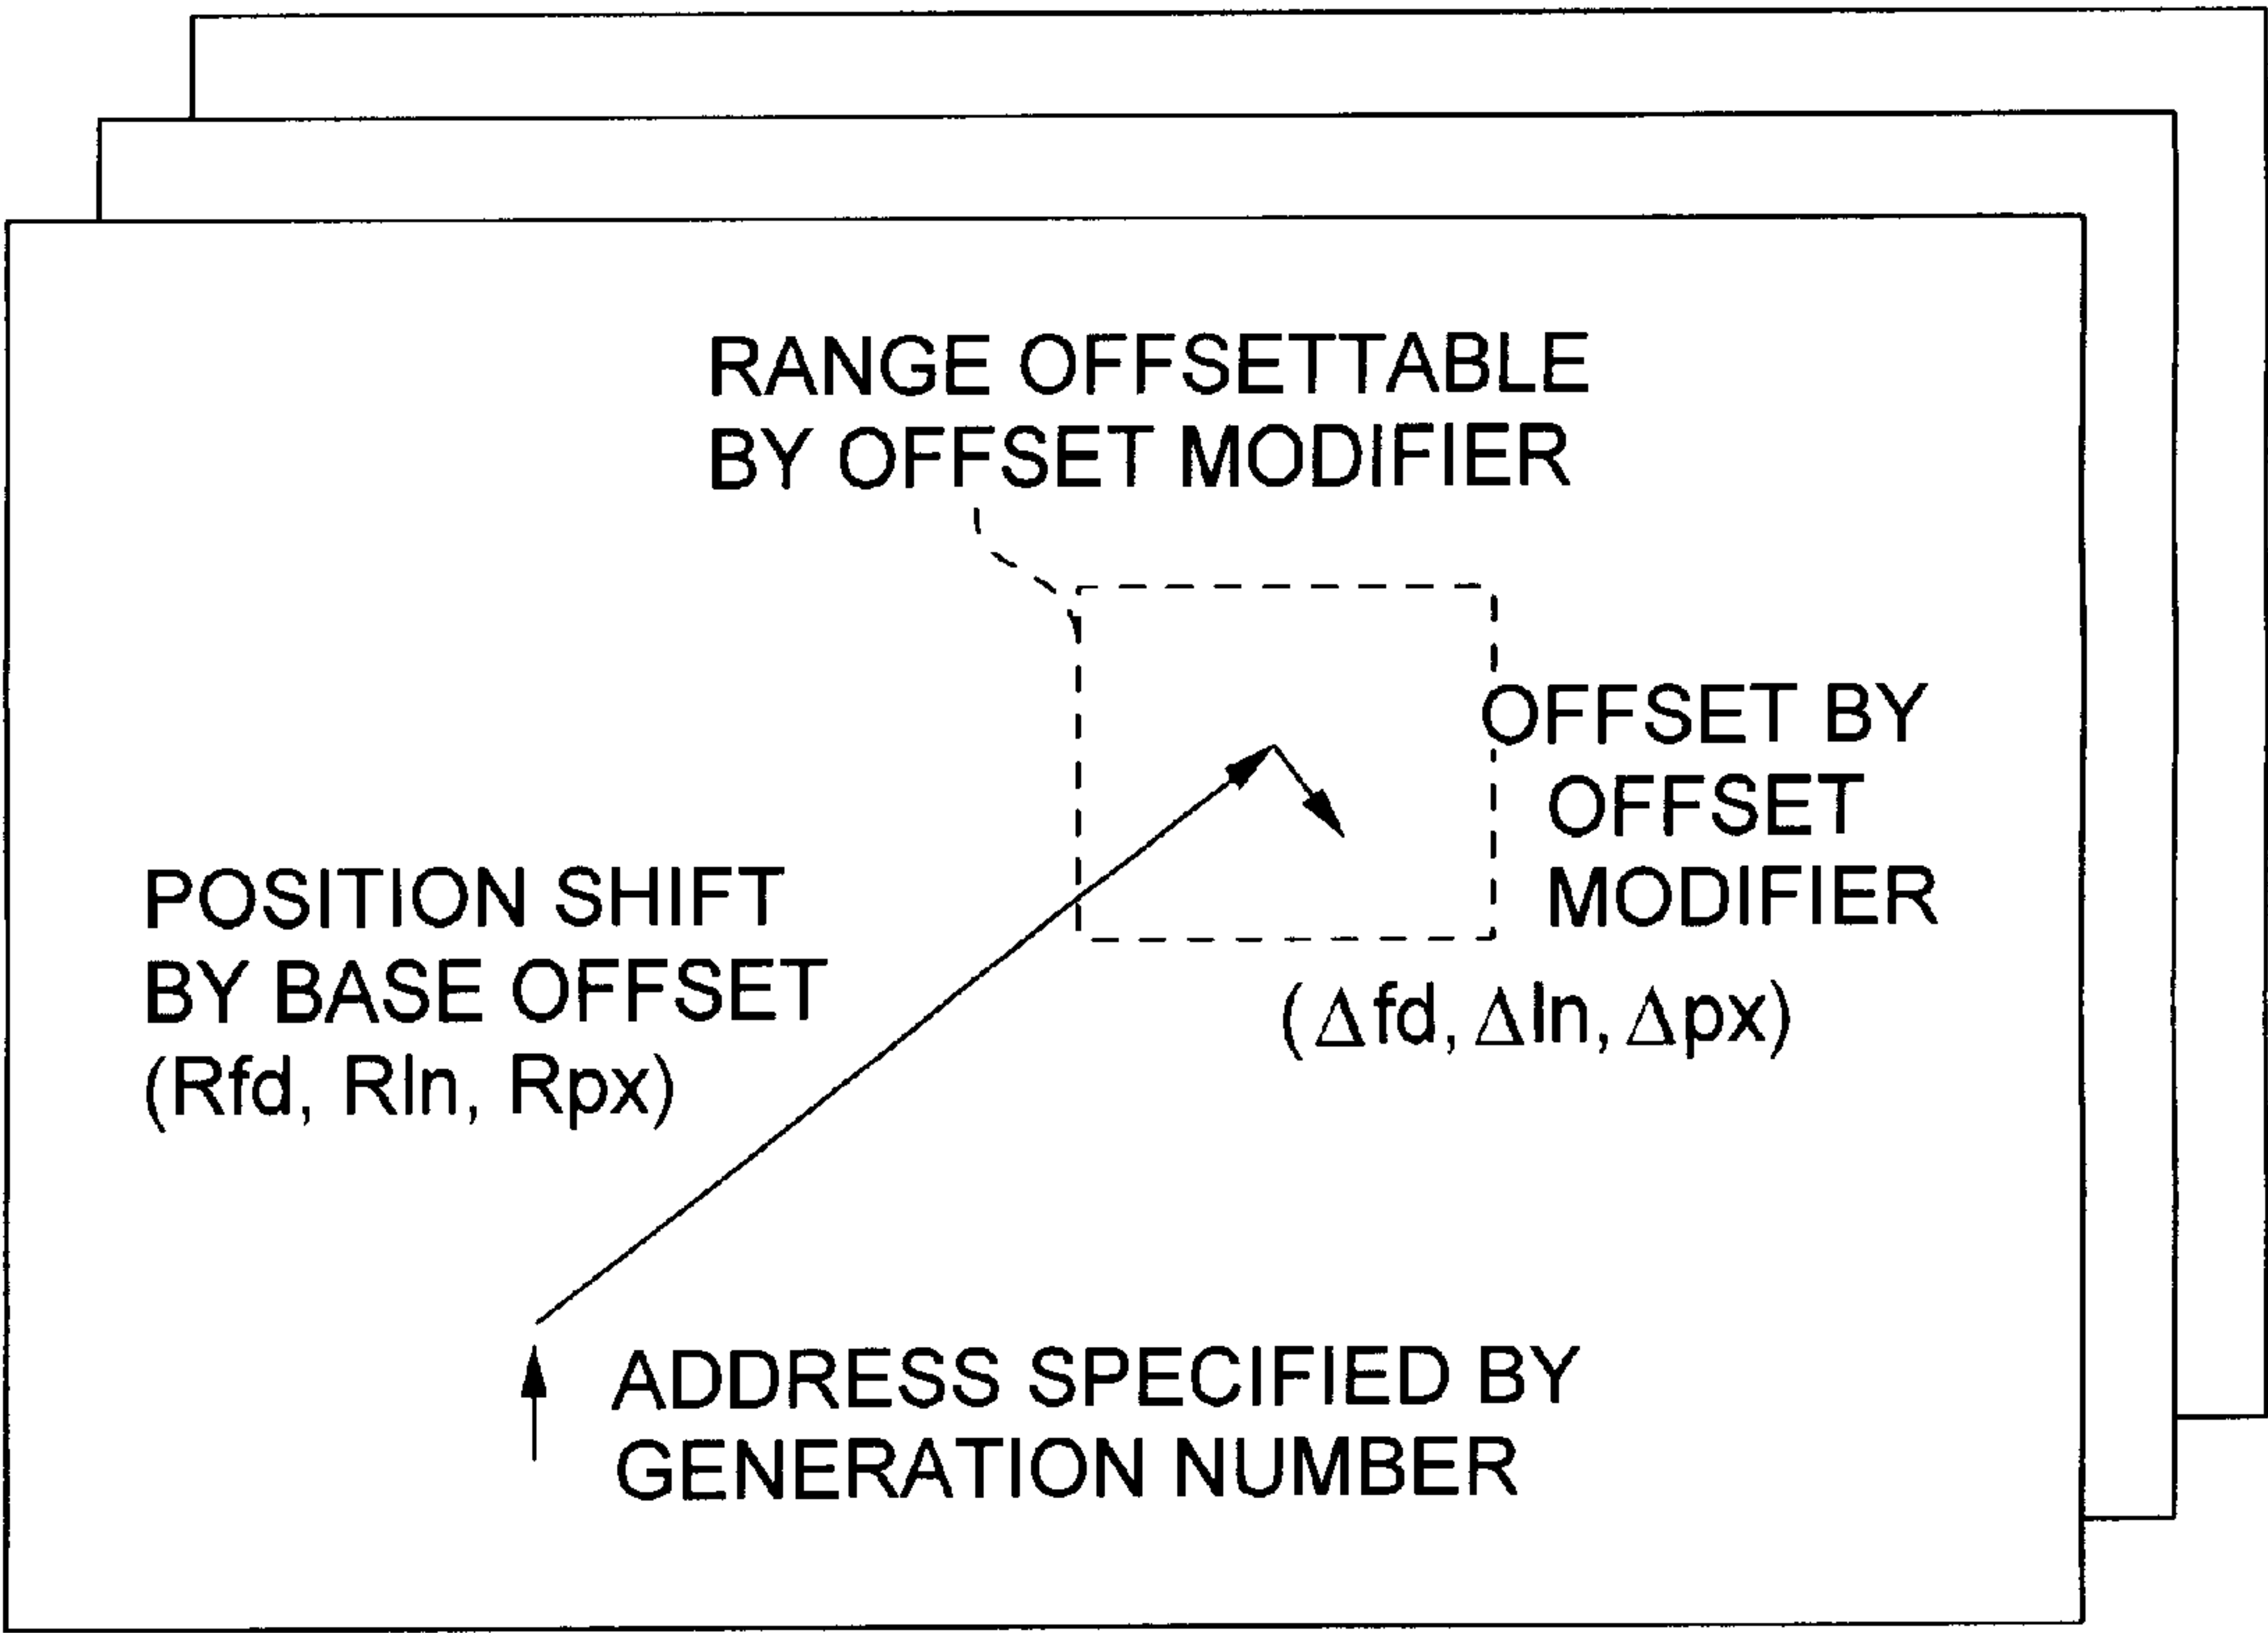 RANGE OFFSETTABLE
BY OFFSET MODIFIER
OFFSET BY
OFFSET
MODIFIER
(Δfd, Δln, Δpx)
POSITION SHIFT
BY BASE OFFSET
(Rfd, Rln, Rpx)
ADDRESS SPECIFIED BY
GENERATION NUMBER